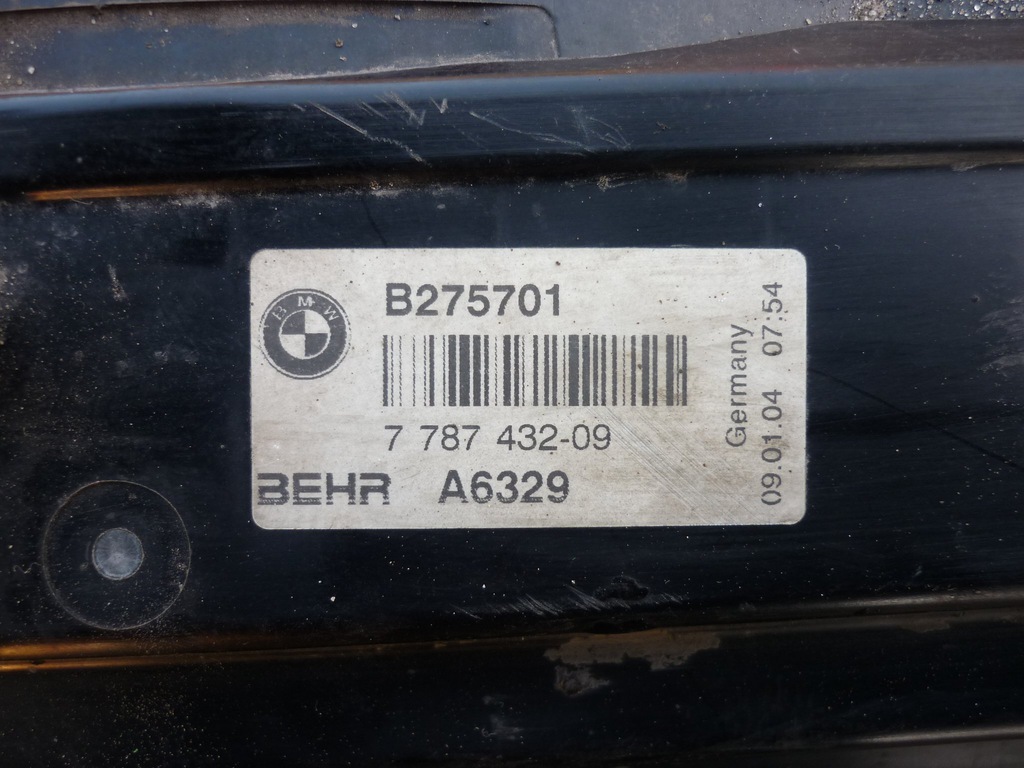 BMW
B275701
7 787 432-09
BEHR A6329
Germany
09.01.04 07:54